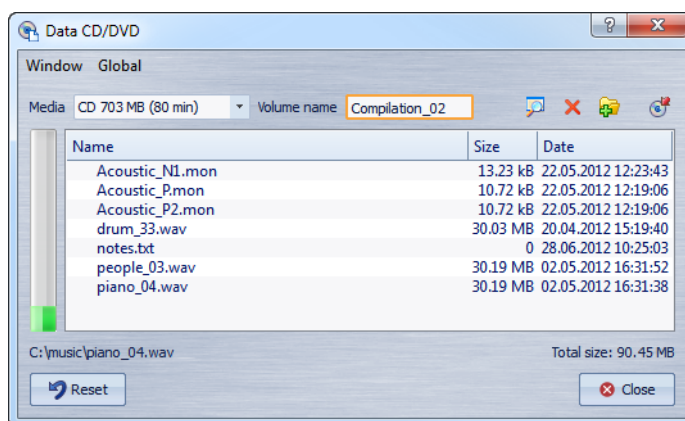 Data CD/DVD
Window Global
Media CD 703 MB (80 min) Volume name Compilation_02
Name Size Date
Acoustic_N1.mon 13.23 kB 22.05.2012 12:23:43
Acoustic_P.mon 10.72 kB 22.05.2012 12:19:06
Acoustic_P2.mon 10.72 kB 22.05.2012 12:19:06
drum_33.wav 30.03 MB 20.04.2012 15:19:40
notes.txt 0 28.06.2012 10:25:03
people_03.wav 30.19 MB 02.05.2012 16:31:52
piano_04.wav 30.19 MB 02.05.2012 16:31:38
C:\music\piano_04.wav Total size: 90.45 MB
Reset Close